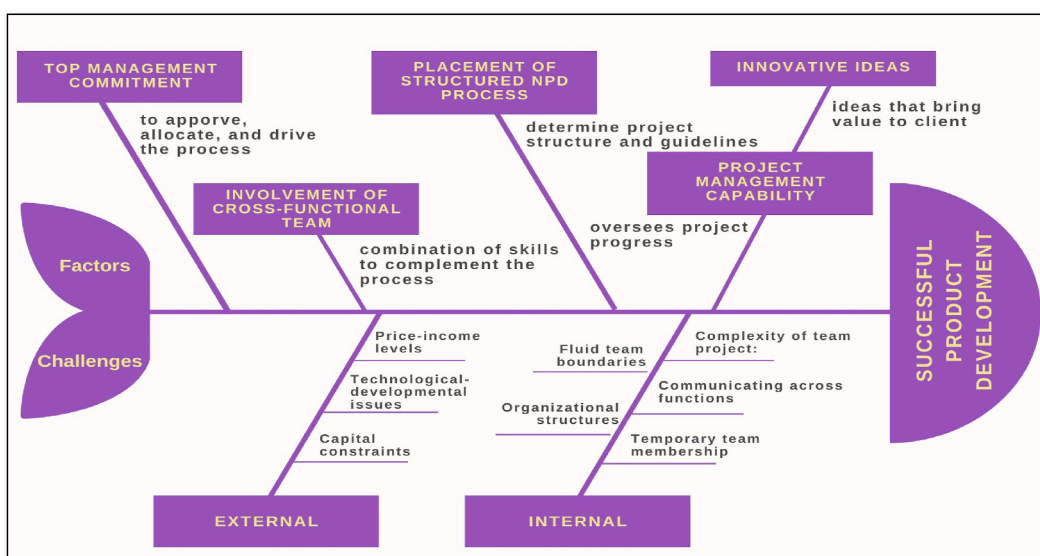 TOP MANAGEMENT
COMMITMENT
to apporve,
allocate, and drive
the process
PLACEMENT OF
STRUCTURED NPD
PROCESS
determine project
structure and guidelines
INNOVATIVE IDEAS
ideas that bring
value to client
INVOLVEMENT OF
CROSS-FUNCTIONAL
TEAM
combination of skills
to complement the
process
PROJECT
MANAGEMENT
CAPABILITY
oversees project
progress
Factors
Challenges
SUCCESSFUL
PRODUCT
DEVELOPMENT
Price-income
levels
Technological-
developmental
issues
Capital
constraints
EXTERNAL
Fluid team
boundaries
Organizational
structures
Complexity of team
project:
Communicating across
functions
Temporary team
membership
INTERNAL